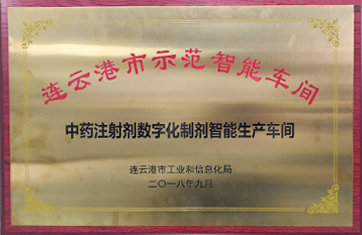 连云港市示范智能车间
中药注射剂数字化制剂智能生产车间
连云港市工业和信息化局
二〇一八年九月